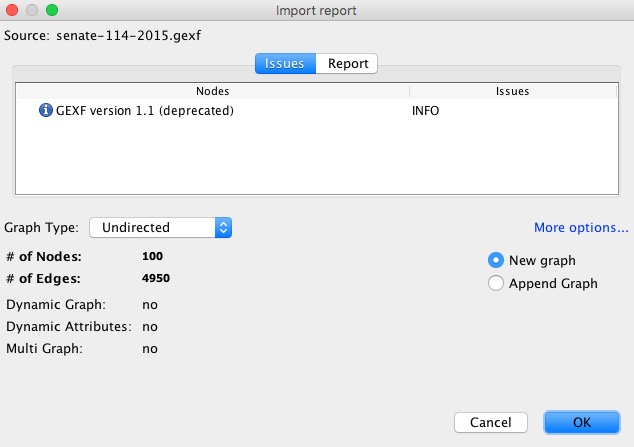 Import report
Source: senate-114-2015.gexf
Issues Report
Nodes Issues
GEXF version 1.1 (deprecated) INFO
Graph Type: Undirected More options...
# of Nodes: 100 New graph
# of Edges: 4950 Append Graph
Dynamic Graph: no
Dynamic Attributes: no
Multi Graph: no
Cancel OK